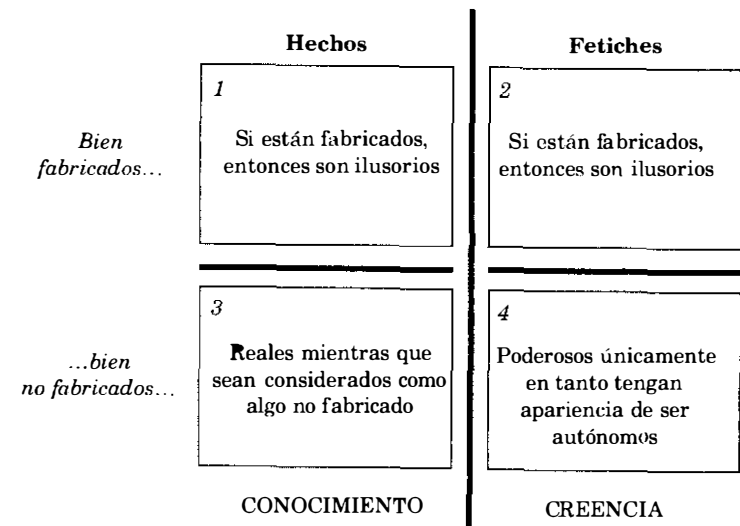 Hechos
Fetiches
Bien
fabricados...
1
Si están fabricados,
entonces son ilusorios
2
Si están fabricados,
entonces son ilusorios
...bien
no fabricados...
3
Reales mientras que
sean considerados como
algo no fabricado
4
Poderosos únicamente
en tanto tengan
apariencia de ser
autónomos
CONOCIMIENTO
CREENCIA